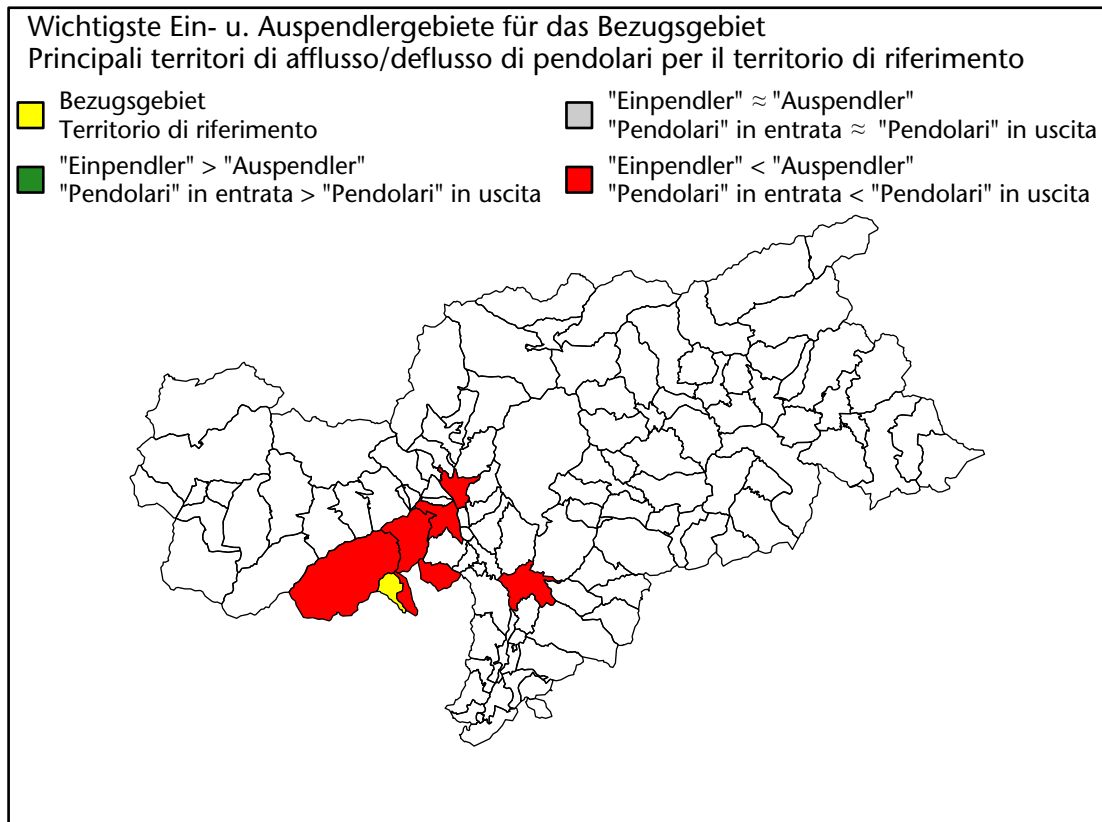 Wichtigste Ein- u. Auspendlergebiete für das Bezugsgebiet
Principali territori di afflusso/deflusso di pendolari per il territorio di riferimento
Bezugsgebiet
Territorio di riferimento
"Einpendler" > "Auspendler"
"Pendolari" in entrata > "Pendolari" in uscita
"Einpendler" ≈ "Auspendler"
"Pendolari" in entrata ≈ "Pendolari" in uscita
"Einpendler" < "Auspendler"
"Pendolari" in entrata < "Pendolari" in uscita